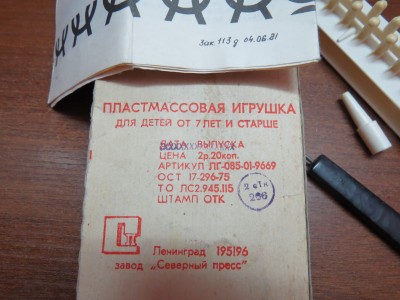 Зак. 113 д 04.06.81
ПЛАСТМАССОВАЯ ИГРУШКА
ДЛЯ ДЕТЕЙ ОТ 7 ЛЕТ И СТАРШЕ
ДАТА ВЫПУСКА
ЦЕНА 2р.20коп.
АРТИКУЛ ЛГ-085-01-9669
ОСТ 17-296-75
ТО ЛС2.945.115
ШТАМП ОТК
Ленинград 195196
завод „Северный пресс"